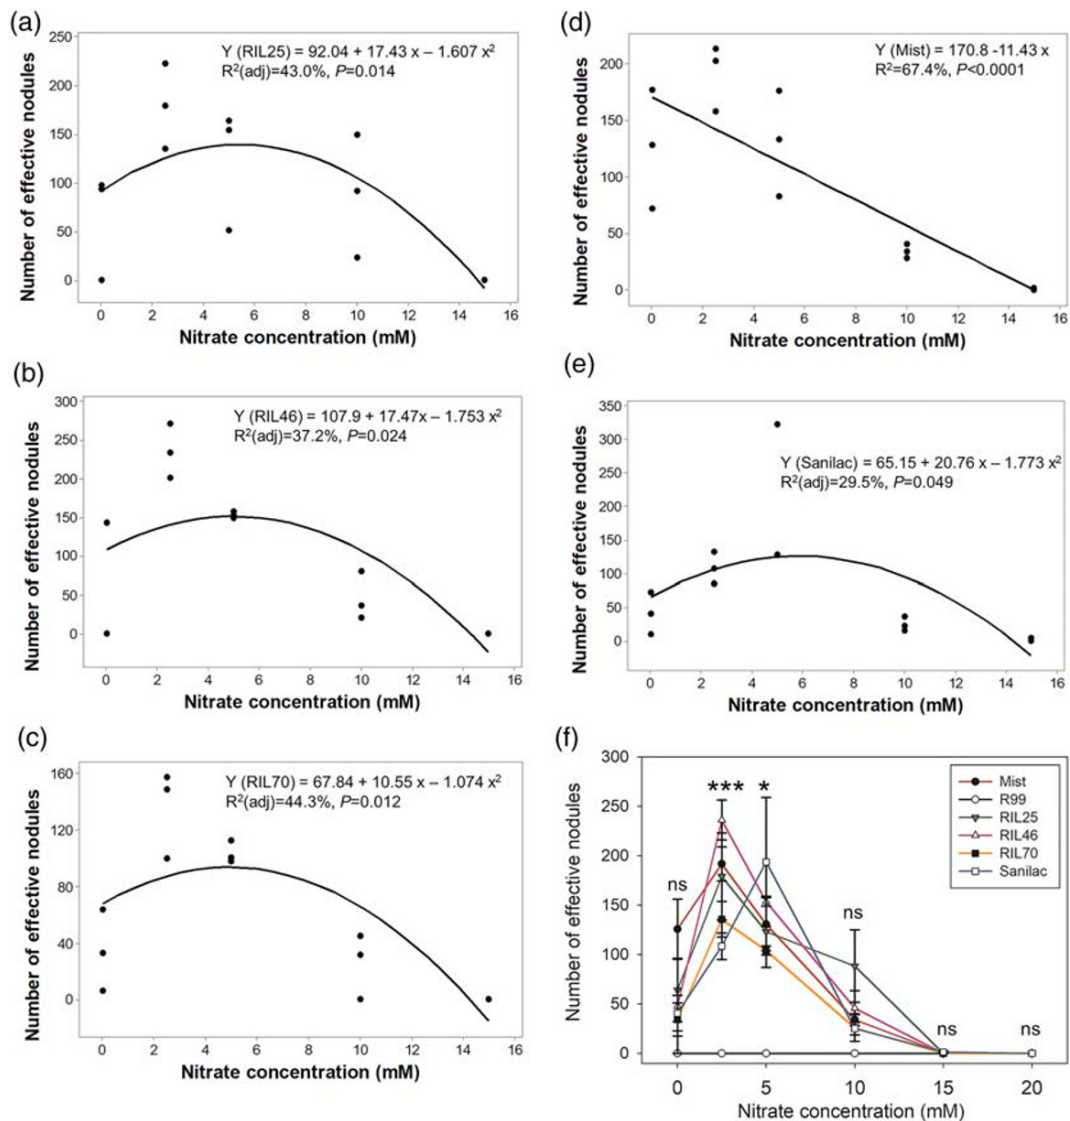 (a)
250
200
150
100
50
0
Number of effective nodules
Y (RIL25) = 92.04 + 17.43 x – 1.607 x²
R²(adj)=43.0%, P=0.014
0 2 4 6 8 10 12 14 16
Nitrate concentration (mM)
(b)
300
250
200
150
100
50
0
Number of effective nodules
Y (RIL46) = 107.9 + 17.47x – 1.753 x²
R²(adj)=37.2%, P=0.024
0 2 4 6 8 10 12 14 16
Nitrate concentration (mM)
(c)
160
120
80
40
0
Number of effective nodules
Y (RIL70) = 67.84 + 10.55 x – 1.074 x²
R²(adj)=44.3%, P=0.012
0 2 4 6 8 10 12 14 16
Nitrate concentration (mM)
(d)
200
150
100
50
0
Number of effective nodules
Y (Mist) = 170.8 -11.43 x
R²=67.4%, P<0.0001
0 2 4 6 8 10 12 14 16
Nitrate concentration (mM)
(e)
350
300
250
200
150
100
50
0
Number of effective nodules
Y (Sanilac) = 65.15 + 20.76 x – 1.773 x²
R²(adj)=29.5%, P=0.049
0 2 4 6 8 10 12 14 16
Nitrate concentration (mM)
(f)
300
250
200
150
100
50
0
Number of effective nodules
ns *** * ns ns ns
Mist
R99
RIL25
RIL46
RIL70
Sanilac
0 5 10 15 20
Nitrate concentration (mM)